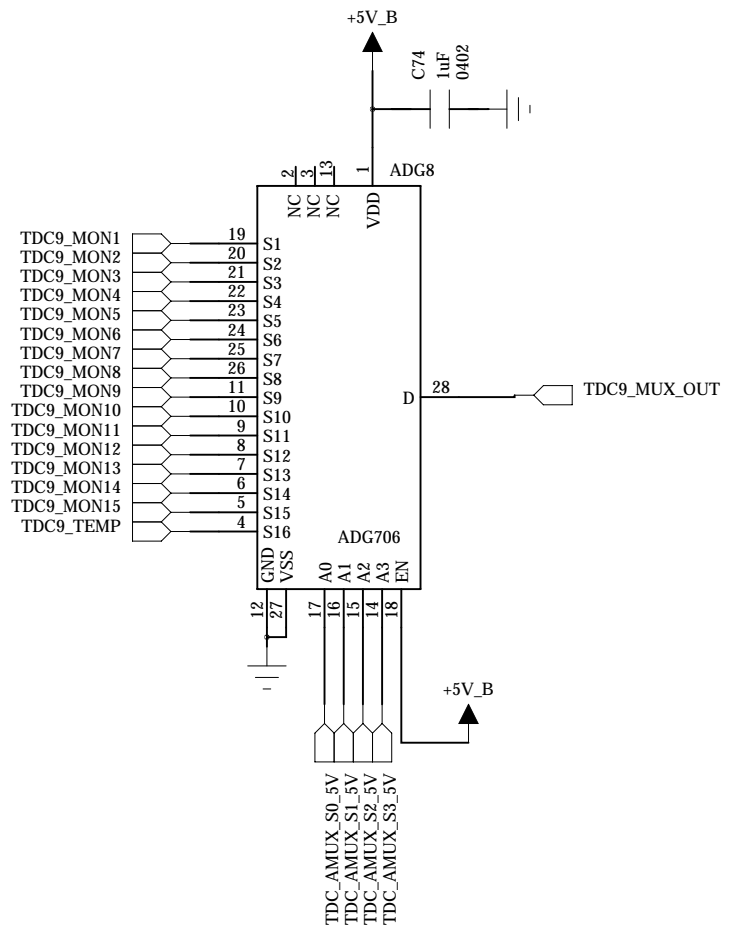 +5V_B
C74
1uF
0402
ADG8
2
3
13
1
NC
NC
NC
VDD
TDC9_MON1 19 S1
TDC9_MON2 20 S2
TDC9_MON3 21 S3
TDC9_MON4 22 S4
TDC9_MON5 23 S5
TDC9_MON6 24 S6
TDC9_MON7 25 S7
TDC9_MON8 26 S8
TDC9_MON9 11 S9
D 28 TDC9_MUX_OUT
TDC9_MON10 10 S10
TDC9_MON11 9 S11
TDC9_MON12 8 S12
TDC9_MON13 7 S13
TDC9_MON14 6 S14
TDC9_MON15 5 S15
TDC9_TEMP 4 S16
ADG706
GND
VSS
A0
A1
A2
A3
EN
12
27
17
16
15
14
18
+5V_B
TDC_AMUX_S0_5V
TDC_AMUX_S1_5V
TDC_AMUX_S2_5V
TDC_AMUX_S3_5V